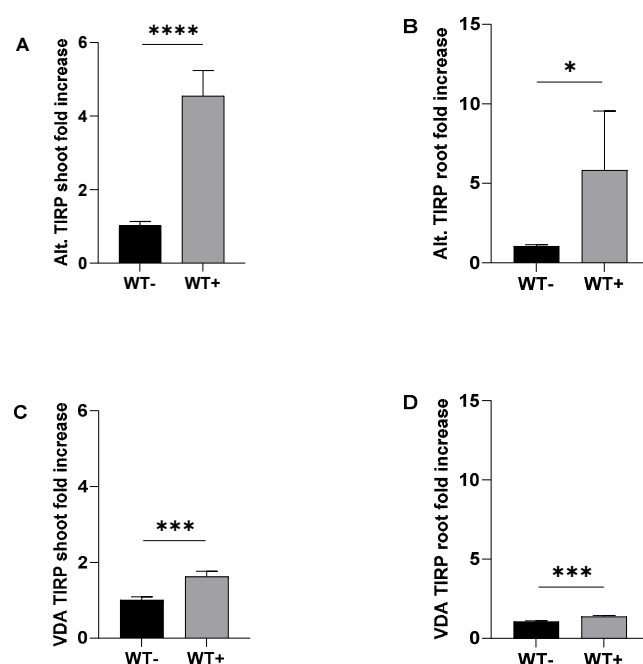 A
Alt. TIRP shoot fold increase
6
4
2
0
****
WT-
WT+
B
Alt. TIRP root fold increase
15
10
5
0
*
WT-
WT+
C
VDA TIRP shoot fold increase
6
4
2
0
***
WT-
WT+
D
VDA TIRP root fold increase
15
10
5
0
***
WT-
WT+